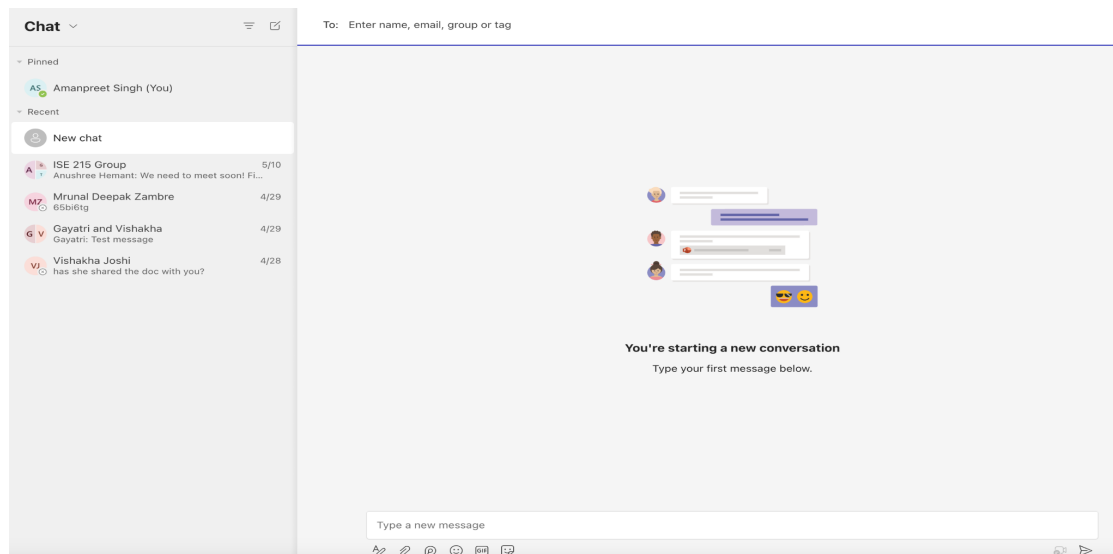 Chat
To: Enter name, email, group or tag
Pinned
AS Amanpreet Singh (You)
Recent
New chat
A ISE 215 Group 5/10
Anushree Hemant: We need to meet soon! Fi...
MZ Mrunal Deepak Zambre 4/29
65bi6tg
G V Gayatri and Vishakha 4/29
Gayatri: Test message
VJ Vishakha Joshi 4/28
has she shared the doc with you?
You're starting a new conversation
Type your first message below.
Type a new message
GIF